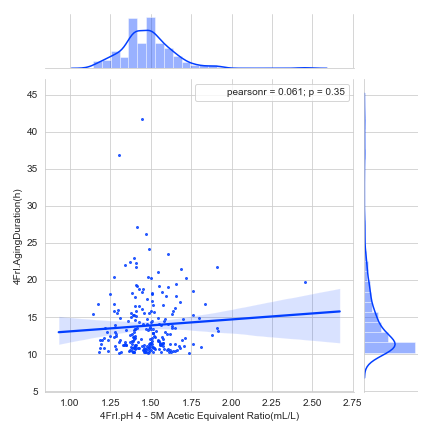 pearsonr = 0.061; p = 0.35
45
40
35
30
25
20
15
10
5
4FrI.AgingDuration(h)
1.00 1.25 1.50 1.75 2.00 2.25 2.50 2.75
4FrI.pH 4 - 5M Acetic Equivalent Ratio(mL/L)